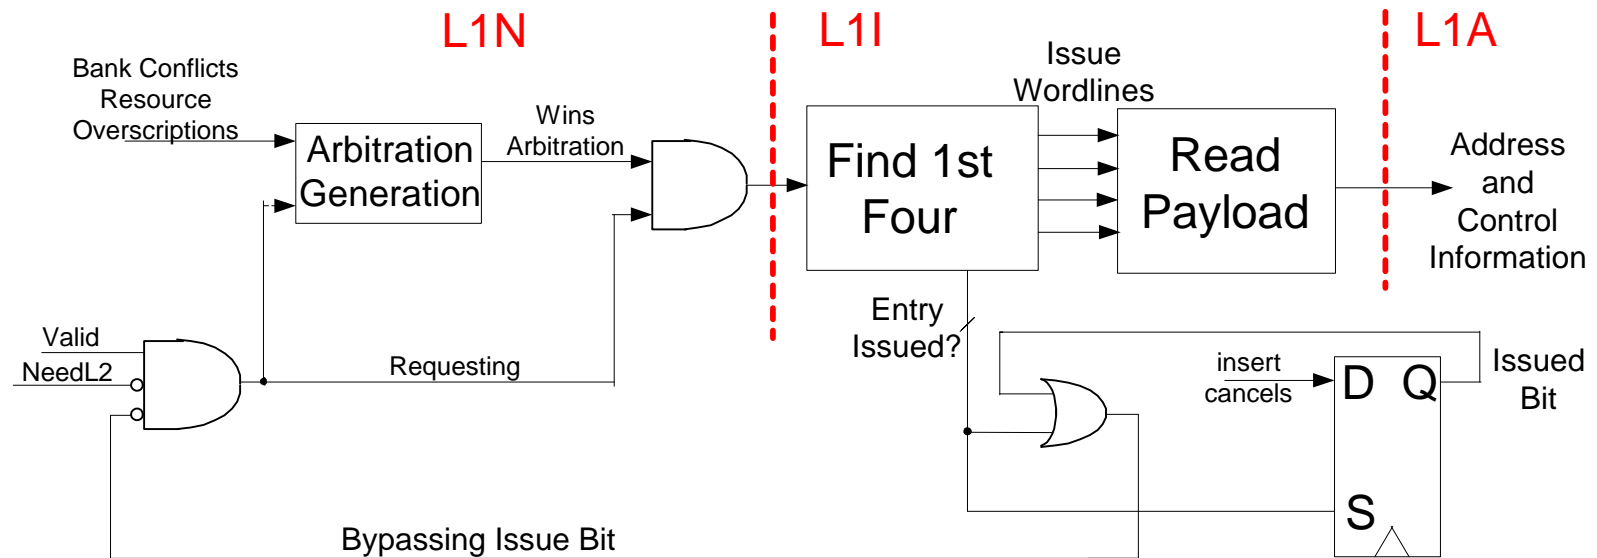 L1N
L1I
L1A
Bank Conflicts
Resource
Overscriptions
Wins
Arbitration
Arbitration
Generation
Issue
Wordlines
Find 1st
Four
Read
Payload
Address
and
Control
Information
Valid
NeedL2
Requesting
Entry
Issued?
insert
cancels
D Q
S
Issued
Bit
Bypassing Issue Bit